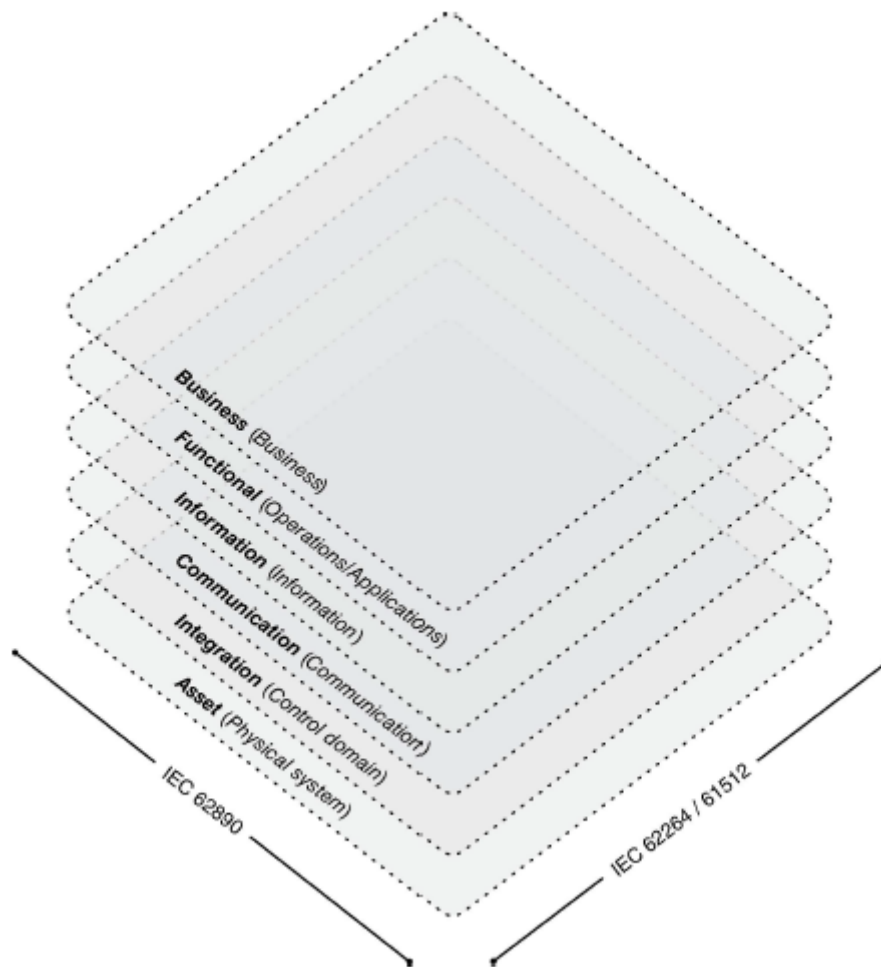 Business (Business)
Functional (Operations/Applications)
Information (Information)
Communication (Communication)
Integration (Control domain)
Asset (Physical system)
IEC 62890
IEC 62264 / 61512